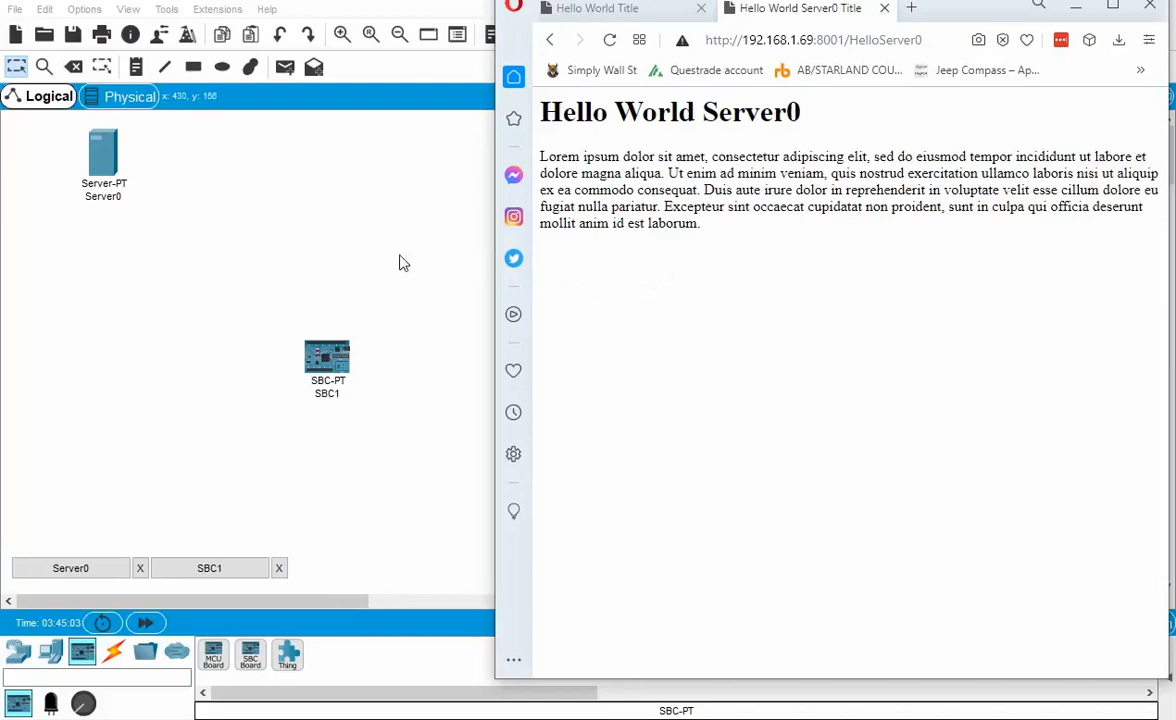 File Edit Options View Tools Extensions Help
Logical Physical x: 430, y: 166
Server-PT
Server0
SBC-PT
SBC1
Server0 X SBC1 X
Time: 03:45:03
MCU
Board
SBC
Board
Thing
SBC-PT
Hello World Title
Hello World Server0 Title
http://192.168.1.69:8001/HelloServer0
Simply Wall St Questrade account AB/STARLAND COU... Jeep Compass – Ap...
Hello World Server0
Lorem ipsum dolor sit amet, consectetur adipiscing elit, sed do eiusmod tempor incididunt ut labore et
dolore magna aliqua. Ut enim ad minim veniam, quis nostrud exercitation ullamco laboris nisi ut aliquip
ex ea commodo consequat. Duis aute irure dolor in reprehenderit in voluptate velit esse cillum dolore eu
fugiat nulla pariatur. Excepteur sint occaecat cupidatat non proident, sunt in culpa qui officia deserunt
mollit anim id est laborum.